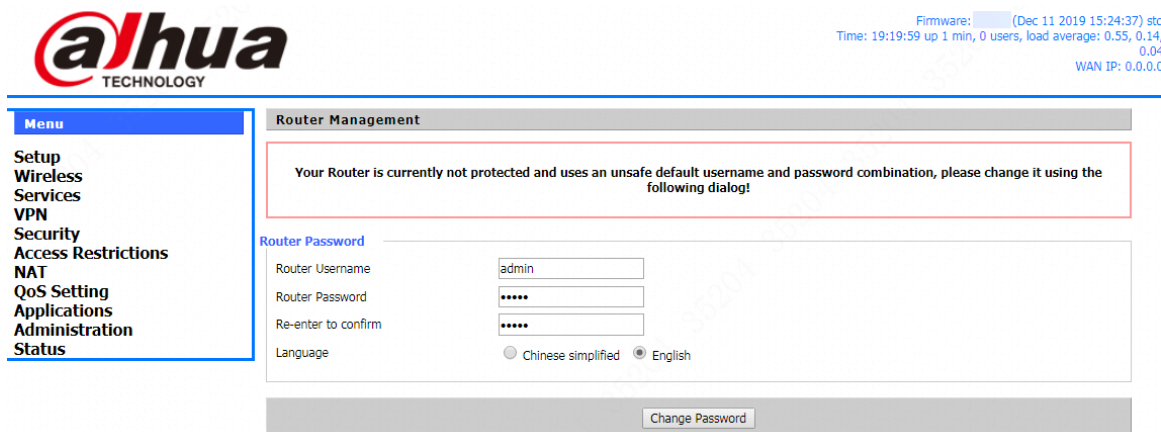 alhua
TECHNOLOGY
Firmware: (Dec 11 2019 15:24:37) std
Time: 19:19:59 up 1 min, 0 users, load average: 0.55, 0.14,
0.04
WAN IP: 0.0.0.0
Menu
Setup
Wireless
Services
VPN
Security
Access Restrictions
NAT
QoS Setting
Applications
Administration
Status
Router Management
Your Router is currently not protected and uses an unsafe default username and password combination, please change it using the
following dialog!
Router Password
Router Username admin
Router Password •••••
Re-enter to confirm •••••
Language Chinese simplified English
Change Password
35204